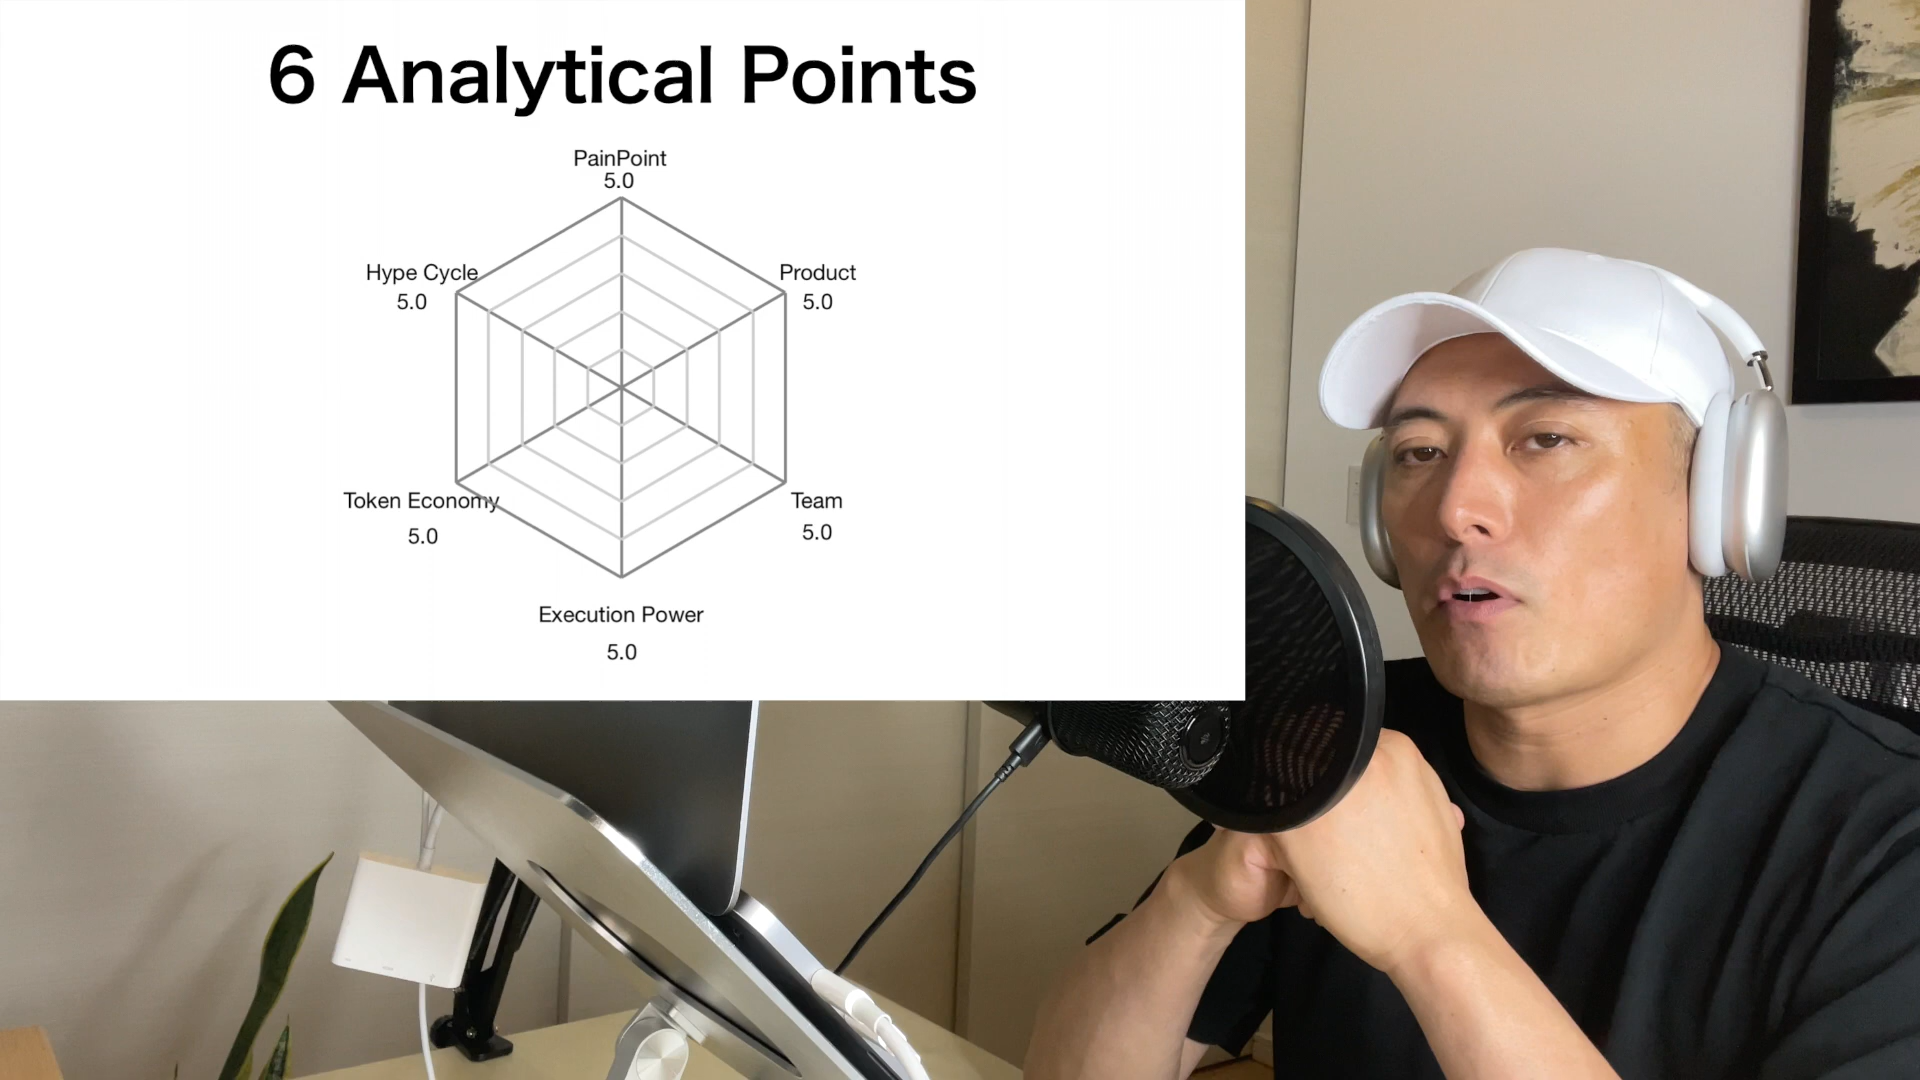 6 Analytical Points
PainPoint
5.0
Hype Cycle
5.0
Product
5.0
Token Economy
5.0
Team
5.0
Execution Power
5.0